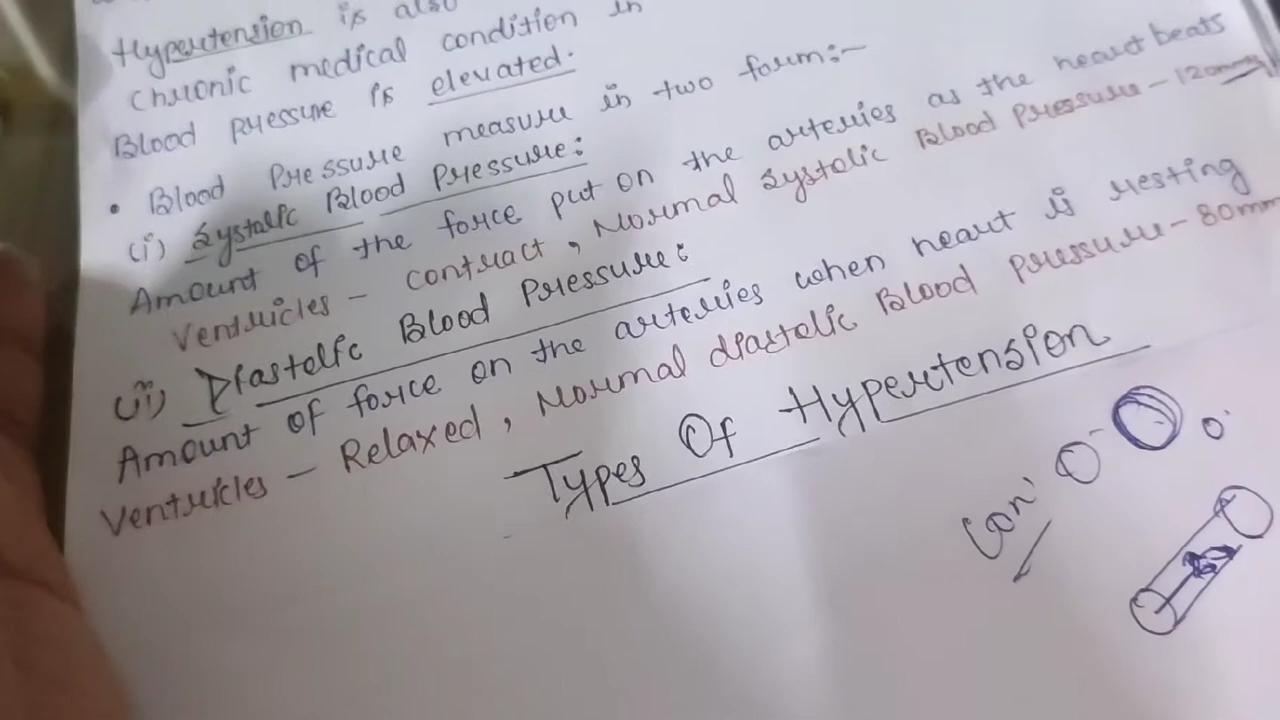 Hypertension is also
Chronic medical condition in
Blood pressure is elevated.
• Blood Pressure measure in two form:-
(i) Systolic Blood Pressure:
Amount of the force put on the arteries as the heart beats
Ventricles - contract, Normal systolic Blood Pressure - 120mm
(ii) Diastolic Blood Pressure:
Amount of force on the arteries when heart is resting
Ventricles - Relaxed, Normal diastolic Blood pressure - 80mm
Types Of Hypertension
Con'